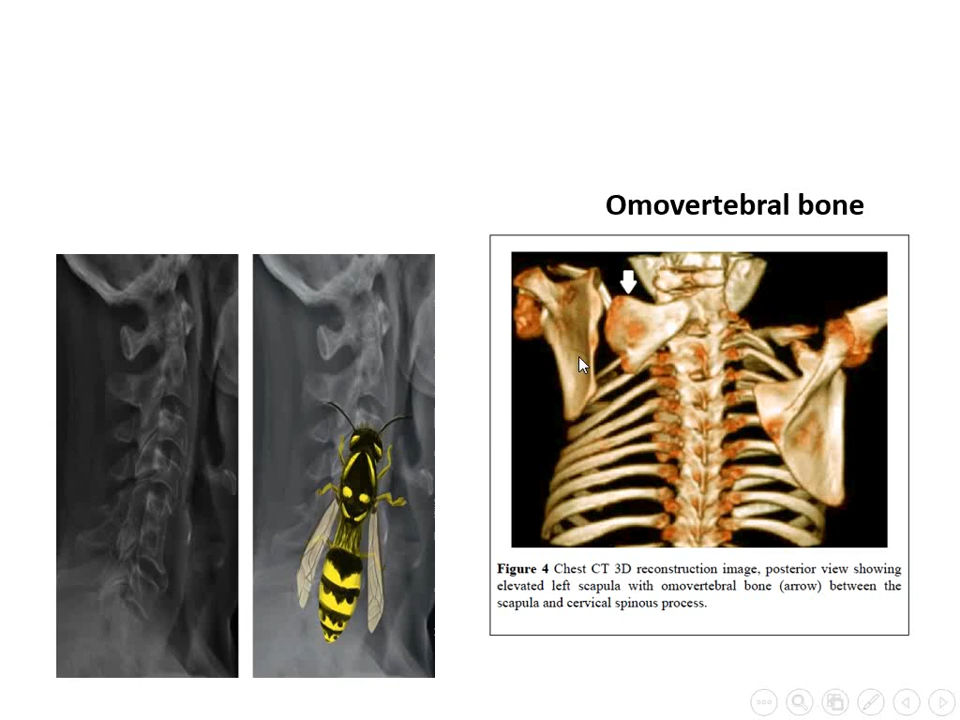 Omovertebral bone
Figure 4 Chest CT 3D reconstruction image, posterior view showing
elevated left scapula with omovertebral bone (arrow) between the
scapula and cervical spinous process.